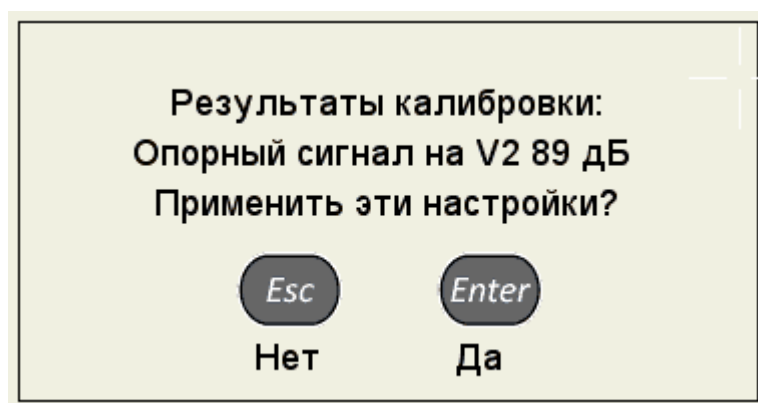 Результаты калибровки:
Опорный сигнал на V2 89 дБ
Применить эти настройки?
Esc Enter
Нет Да